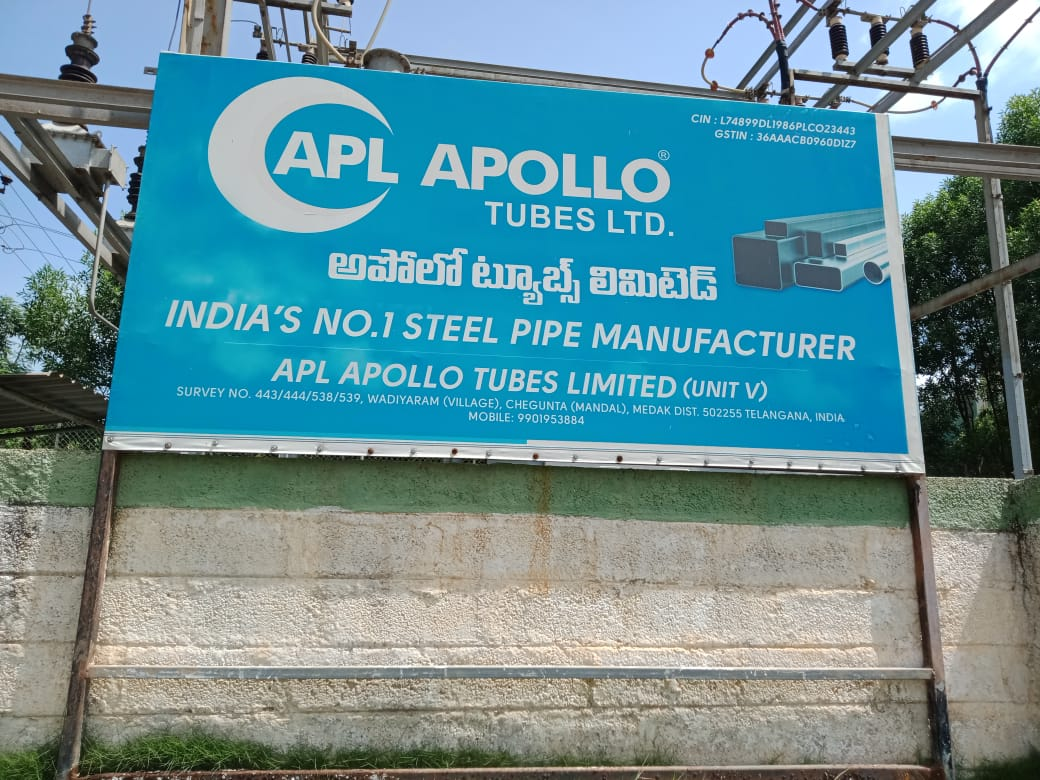 CIN : L74899DL1986PLC023443
GSTIN : 36AAACB0960D1Z7
APL APOLLO®
TUBES LTD.
అపోలో ట్యూబ్స్ లిమిటెడ్
INDIA'S NO.1 STEEL PIPE MANUFACTURER
APL APOLLO TUBES LIMITED (UNIT V)
SURVEY NO. 443/444/538/539, WADIYARAM (VILLAGE), CHEGUNTA (MANDAL), MEDAK DIST. 502255 TELANGANA, INDIA.
MOBILE: 9901953884